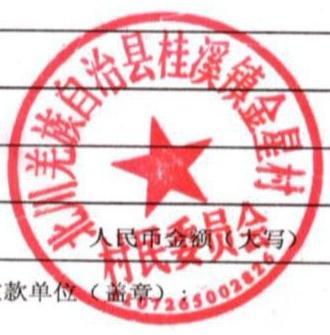 北川羌族自治县桂溪镇金星村
村民委员会
人民币金额（大写）
款单位（盖章）：
07265002826